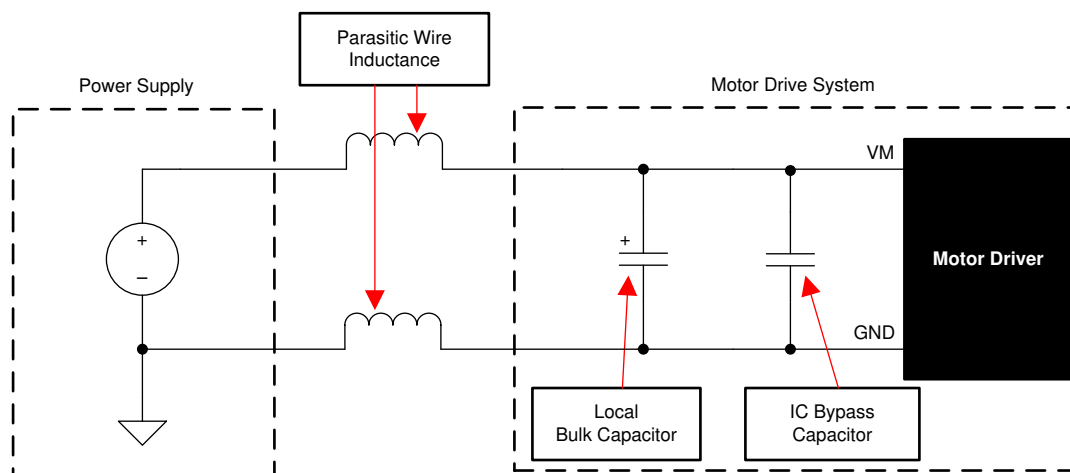 Parasitic Wire
Inductance
Power Supply
Motor Drive System
VM
+
–
+
Motor Driver
GND
Local
Bulk Capacitor
IC Bypass
Capacitor